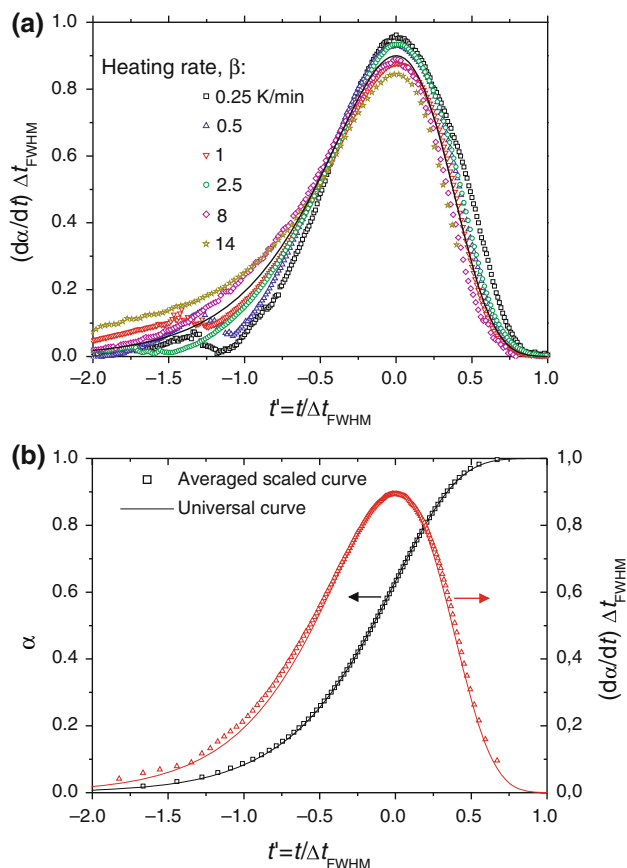 (a)
1.0
0.8
0.6
0.4
0.2
0.0
(dα/dt) Δt_FWHM
Heating rate, β:
0.25 K/min
0.5
1
2.5
8
14
−2.0 −1.5 −1.0 −0.5 0.0 0.5 1.0
t'=t/Δt_FWHM
(b)
1.0
0.8
0.6
0.4
0.2
0.0
α
Averaged scaled curve
Universal curve
1,0
0,8
0,6
0,4
0,2
0,0
(dα/dt) Δt_FWHM
−2.0 −1.5 −1.0 −0.5 0.0 0.5 1.0
t'=t/Δt_FWHM